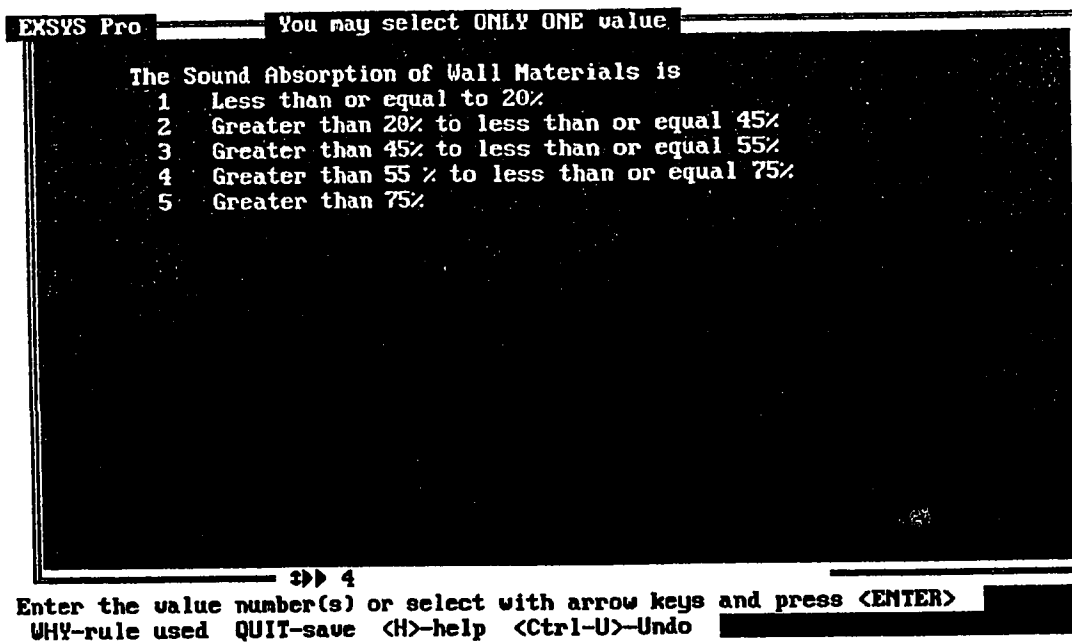 EXSYS Pro You may select ONLY ONE value
The Sound Absorption of Wall Materials is
1 Less than or equal to 20%
2 Greater than 20% to less than or equal 45%
3 Greater than 45% to less than or equal 55%
4 Greater than 55 % to less than or equal 75%
5 Greater than 75%
↕▶▶ 4
Enter the value number(s) or select with arrow keys and press <ENTER>
WHY-rule used QUIT-save <H>-help <Ctrl-U>-Undo